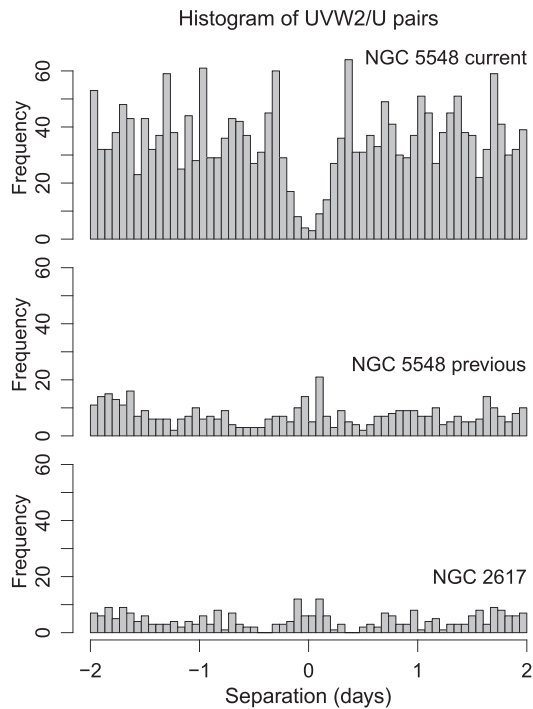 Histogram of UVW2/U pairs
NGC 5548 current
Frequency
0 20 40 60
NGC 5548 previous
Frequency
0 20 40 60
NGC 2617
Frequency
0 20 40 60
−2 −1 0 1 2
Separation (days)